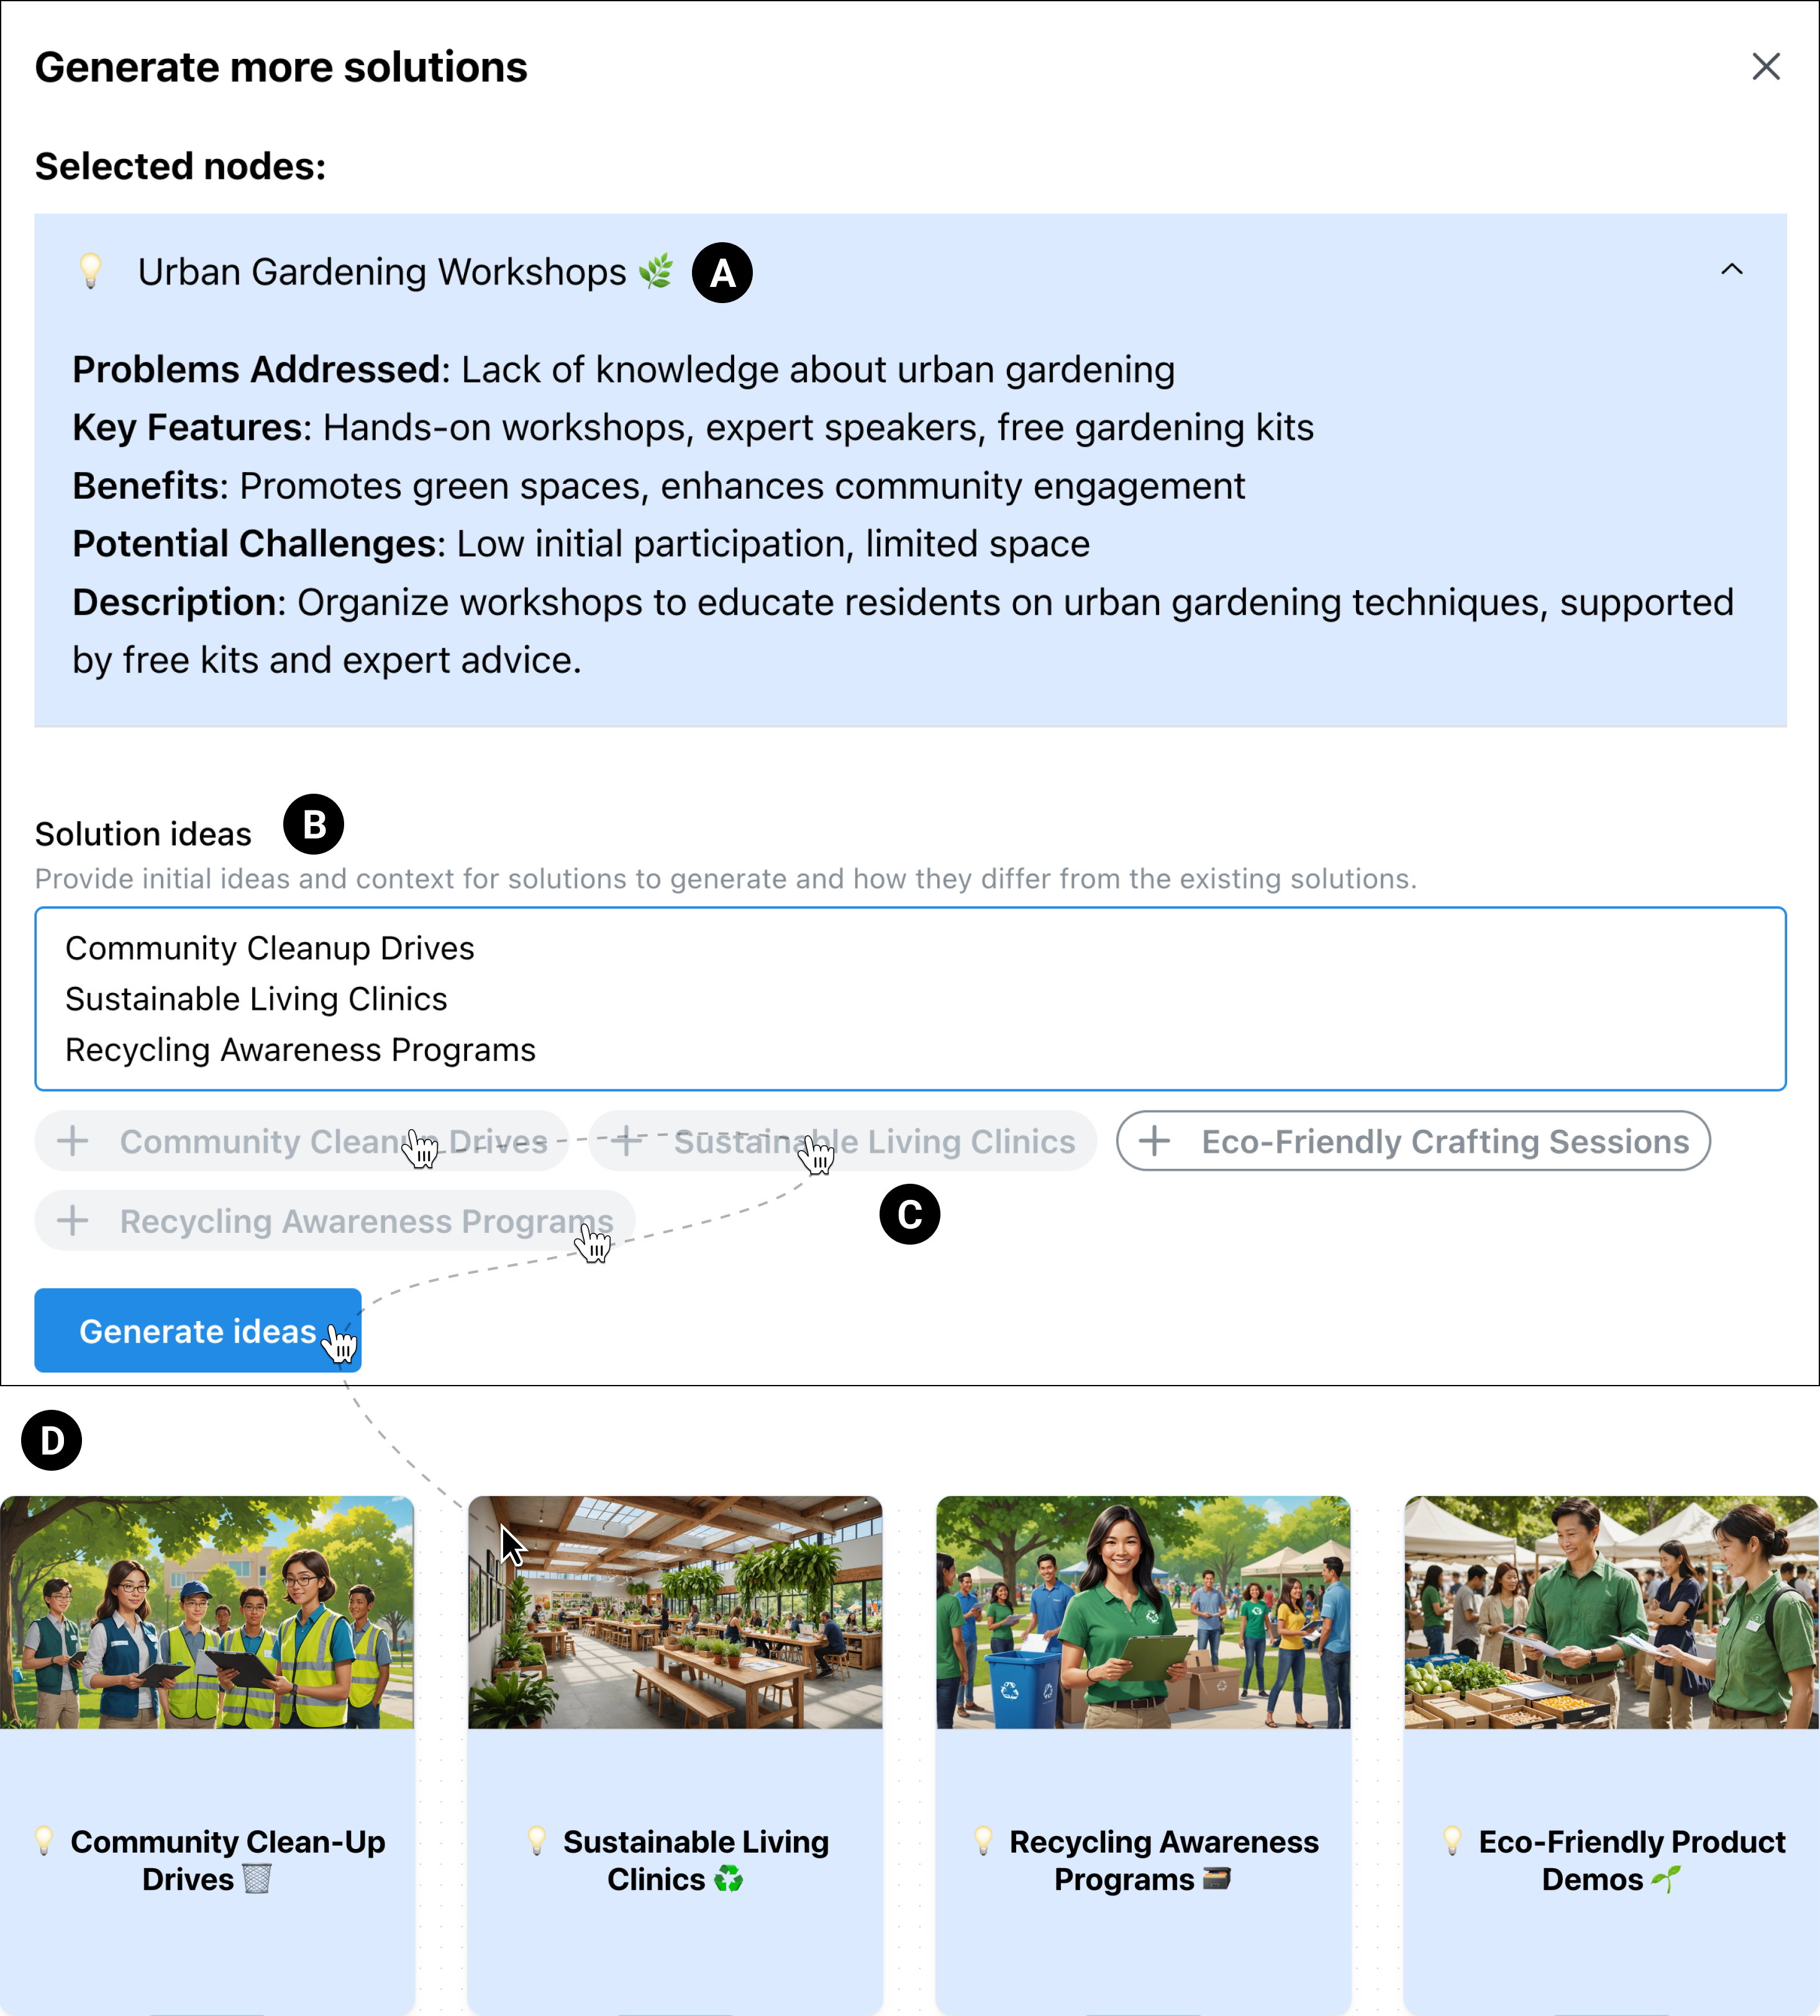 Generate more solutions
Selected nodes:
💡 Urban Gardening Workshops 🌿 A
Problems Addressed: Lack of knowledge about urban gardening
Key Features: Hands-on workshops, expert speakers, free gardening kits
Benefits: Promotes green spaces, enhances community engagement
Potential Challenges: Low initial participation, limited space
Description: Organize workshops to educate residents on urban gardening techniques, supported
by free kits and expert advice.
Solution ideas B
Provide initial ideas and context for solutions to generate and how they differ from the existing solutions.
Community Cleanup Drives
Sustainable Living Clinics
Recycling Awareness Programs
+ Community Cleanup Drives + Sustainable Living Clinics + Eco-Friendly Crafting Sessions
+ Recycling Awareness Programs
C
Generate ideas
D
💡 Community Clean-Up
Drives 🗑️
💡 Sustainable Living
Clinics ♻️
💡 Recycling Awareness
Programs 🗃️
💡 Eco-Friendly Product
Demos 🌱